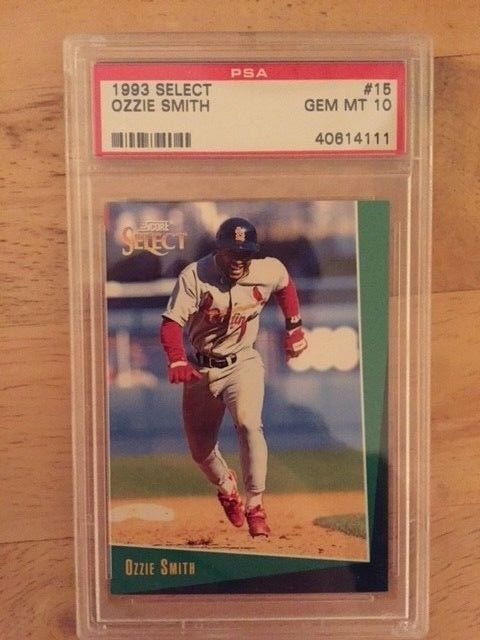 PSA
1993 SELECT #15
OZZIE SMITH GEM MT 10
40614111
SCORE
SELECT
Cardinals
OZZIE SMITH